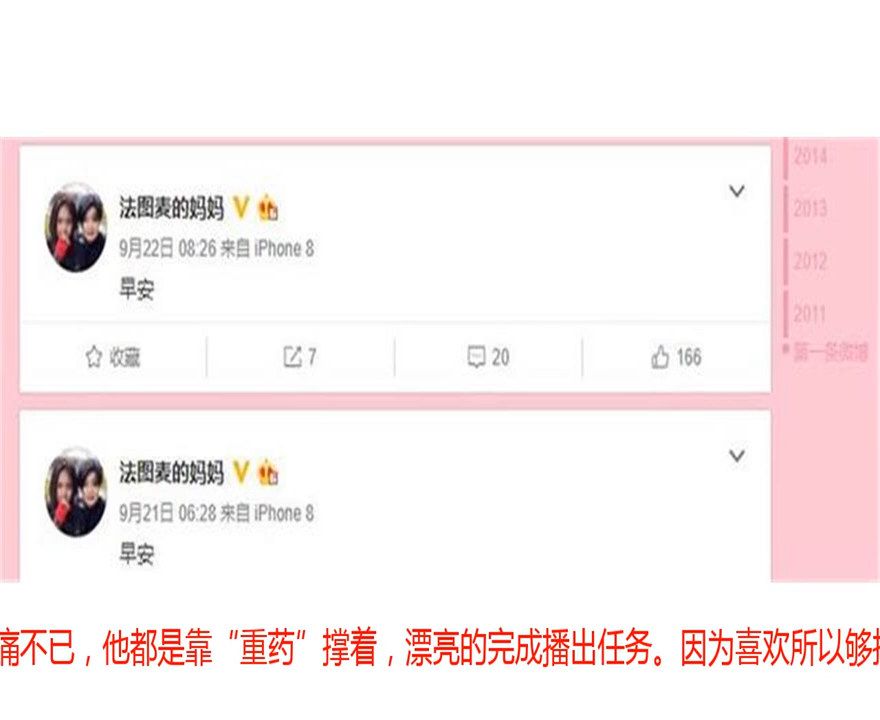 法图麦的妈妈
9月22日 08:26 来自 iPhone 8
早安
收藏
7
20
166
法图麦的妈妈
9月21日 06:28 来自 iPhone 8
早安
2014
2013
2012
2011
第一条微博
痛不已，他都是靠“重药”撑着，漂亮的完成播出任务。因为喜欢所以够